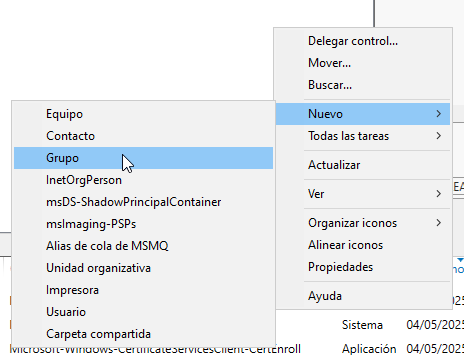 Delegar control...
Mover...
Buscar...
Nuevo
Todas las tareas
Actualizar
Ver
Organizar iconos
Alinear iconos
Propiedades
Ayuda
Equipo
Contacto
Grupo
InetOrgPerson
msDS-ShadowPrincipalContainer
msImaging-PSPs
Alias de cola de MSMQ
Unidad organizativa
Impresora
Usuario
Carpeta compartida
Sistema 04/05/2025
Microsoft-Windows-CertificateServicesClient-CertEnroll Aplicación 04/05/2025